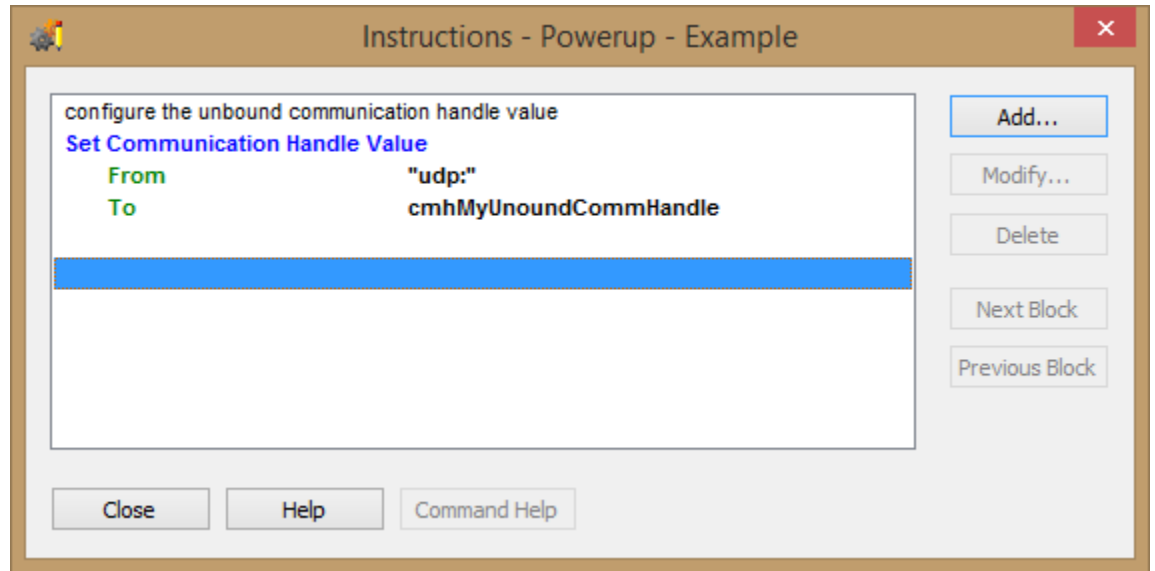 Instructions - Powerup - Example
configure the unbound communication handle value
Set Communication Handle Value
From "udp:"
To cmhMyUnoundCommHandle
Add...
Modify...
Delete
Next Block
Previous Block
Close Help Command Help